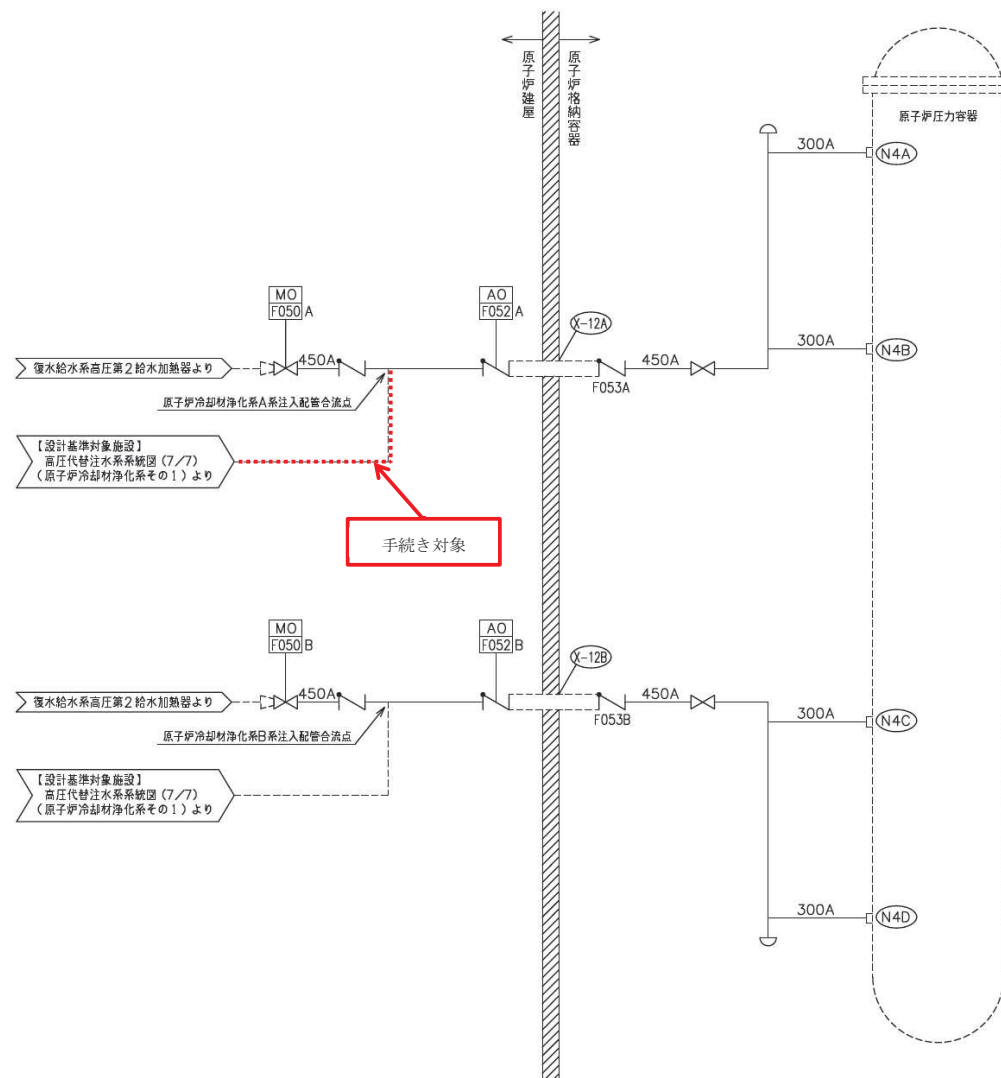 原子炉建屋
原子炉格納容器
原子炉圧力容器
300A
N4A
MO
F050 A
AO
F052 A
X-12A
300A
N4B
復水給水系高圧第2給水加熱器より
450A
450A
F053A
原子炉冷却材浄化系A系注入配管合流点
【設計基準対象施設】
高圧代替注水系系統図(7/7)
(原子炉冷却材浄化系その1)より
手続き対象
MO
F050 B
AO
F052 B
X-12B
復水給水系高圧第2給水加熱器より
450A
450A
F053B
300A
N4C
原子炉冷却材浄化系B系注入配管合流点
【設計基準対象施設】
高圧代替注水系系統図(7/7)
(原子炉冷却材浄化系その1)より
300A
N4D